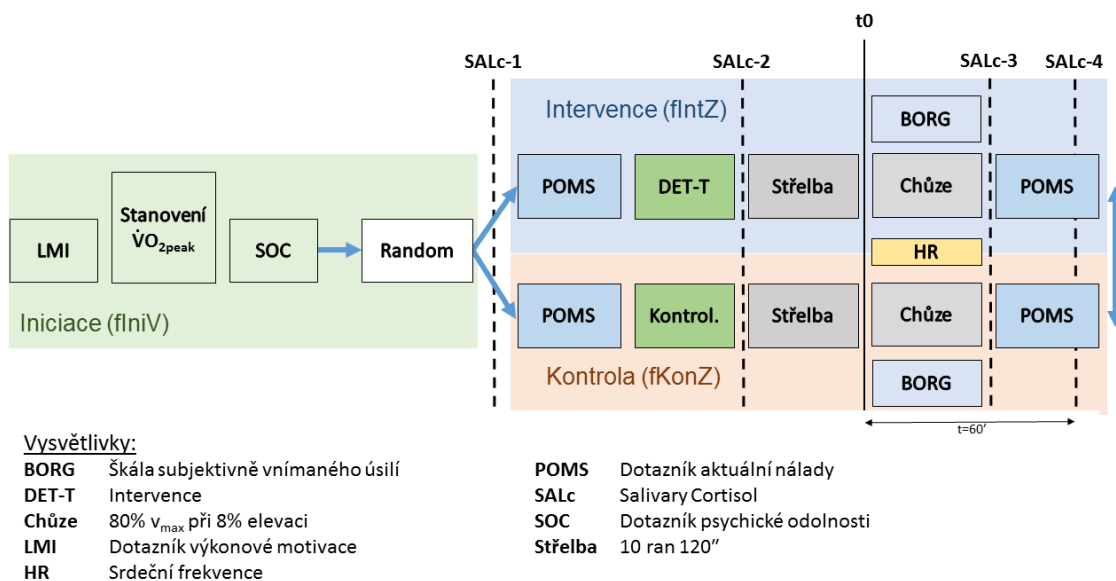 t0
SALc-1
SALc-2
SALc-3
SALc-4
Intervence (fIntZ)
BORG
POMS
DET-T
Střelba
Chůze
POMS
LMI
Stanovení
V̇O2peak
SOC
Random
HR
Iniciace (fIniV)
POMS
Kontrol.
Střelba
Chůze
POMS
Kontrola (fKonZ)
BORG
t=60′
Vysvětlivky:
BORG Škála subjektivně vnímaného úsilí
DET-T Intervence
Chůze 80% vmax při 8% elevaci
LMI Dotazník výkonové motivace
HR Srdeční frekvence
POMS Dotazník aktuální nálady
SALc Salivary Cortisol
SOC Dotazník psychické odolnosti
Střelba 10 ran 120″